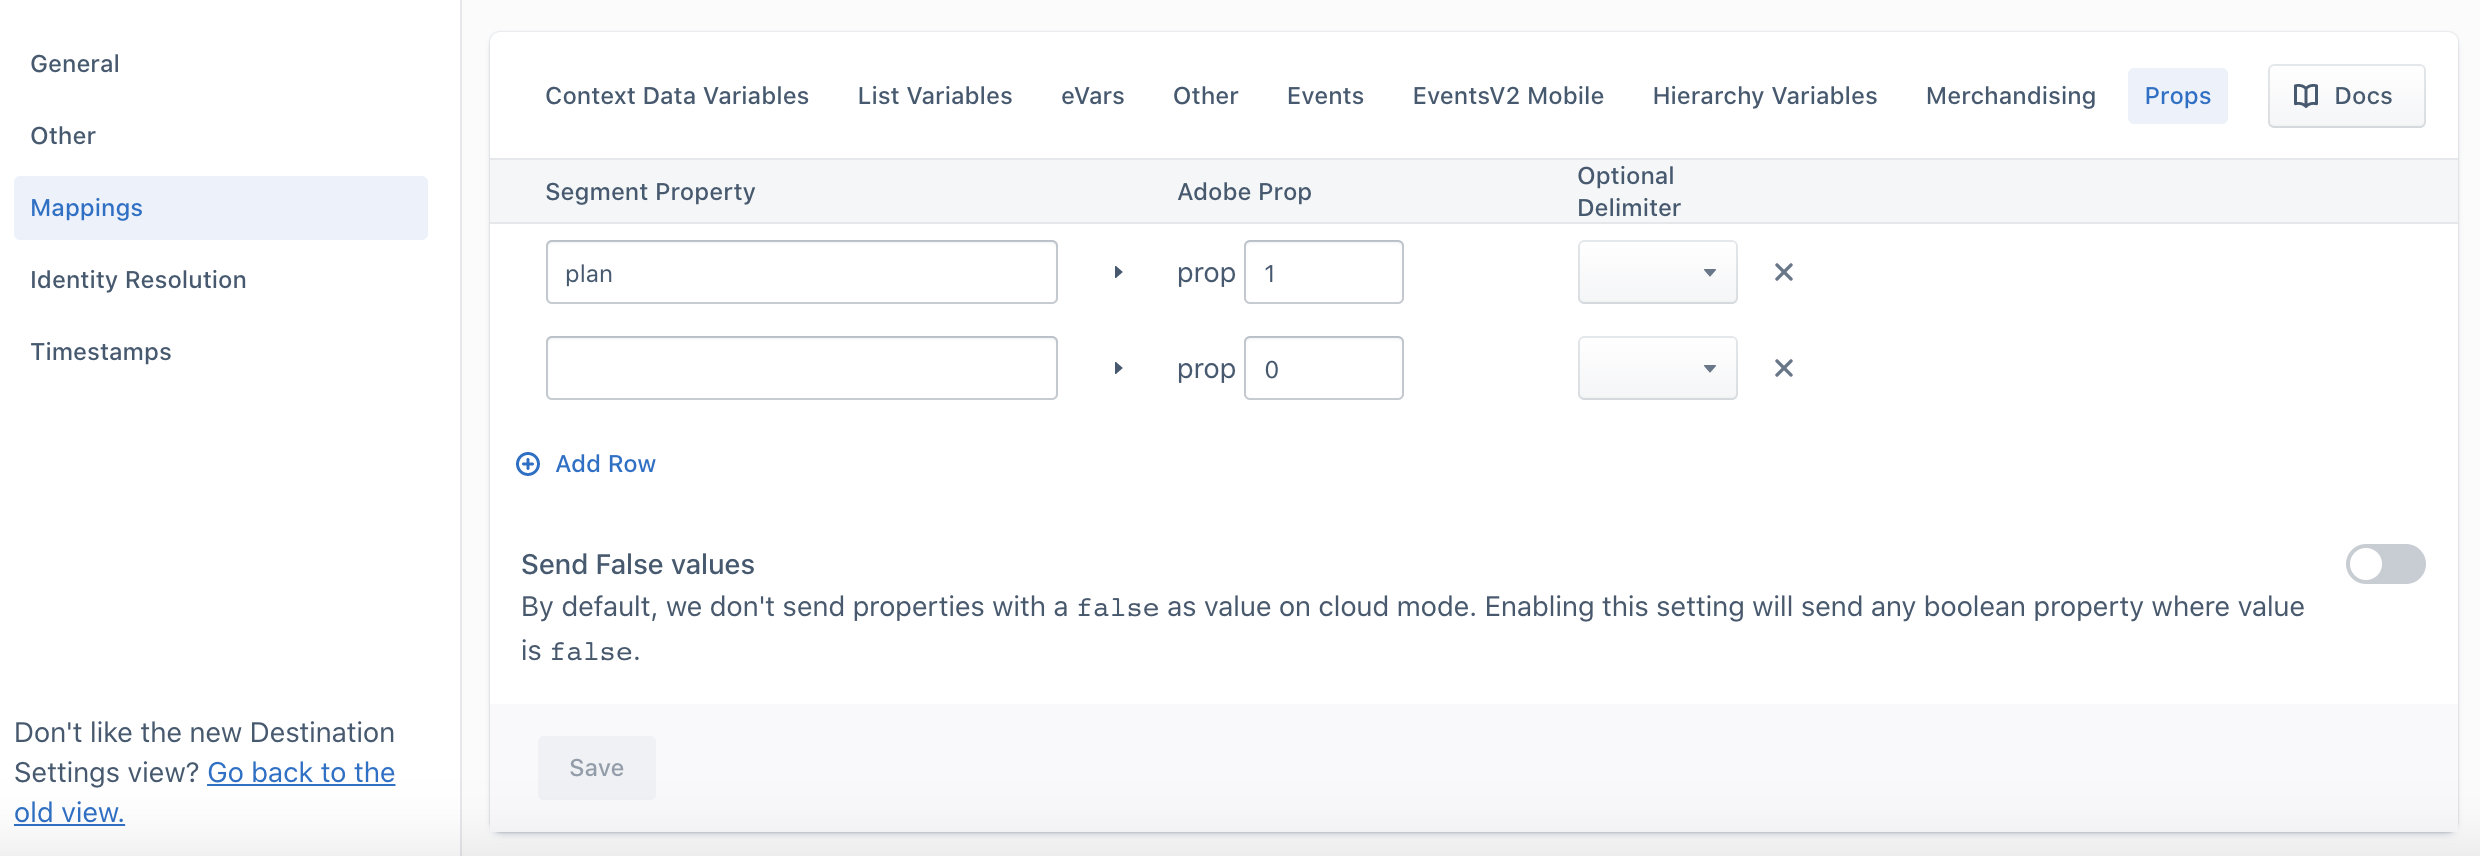 General
Other
Mappings
Identity Resolution
Timestamps
Don't like the new Destination
Settings view? Go back to the
old view.
Context Data Variables List Variables eVars Other Events EventsV2 Mobile Hierarchy Variables Merchandising Props Docs
Segment Property Adobe Prop Optional
Delimiter
plan prop 1
prop 0
Add Row
Send False values
By default, we don't send properties with a false as value on cloud mode. Enabling this setting will send any boolean property where value
is false.
Save